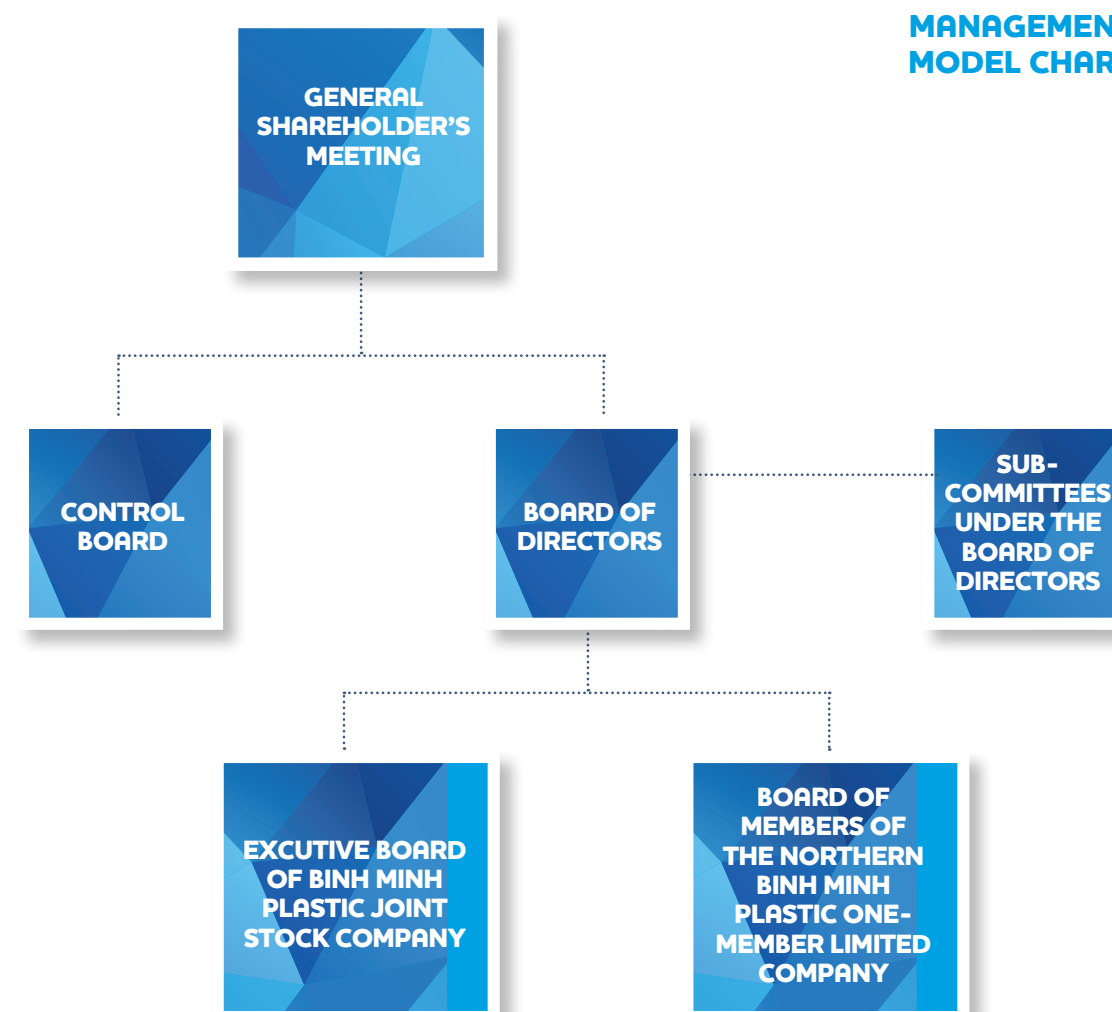 MANAGEMEN
MODEL CHAR
GENERAL
SHAREHOLDER'S
MEETING
CONTROL
BOARD
BOARD OF
DIRECTORS
SUB-
COMMITTEES
UNDER THE
BOARD OF
DIRECTORS
EXCUTIVE BOARD
OF BINH MINH
PLASTIC JOINT
STOCK COMPANY
BOARD OF
MEMBERS OF
THE NORTHERN
BINH MINH
PLASTIC ONE-
MEMBER LIMITED
COMPANY